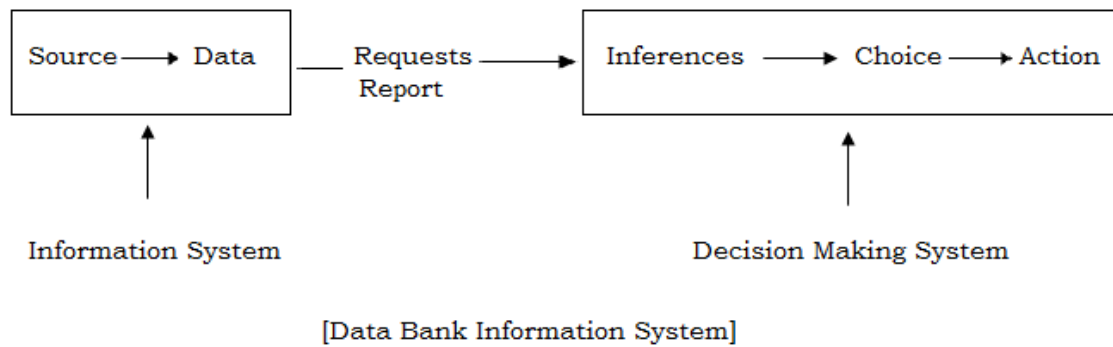 Source Data Requests Inferences Choice Action
Report
Information System Decision Making System
[Data Bank Information System]